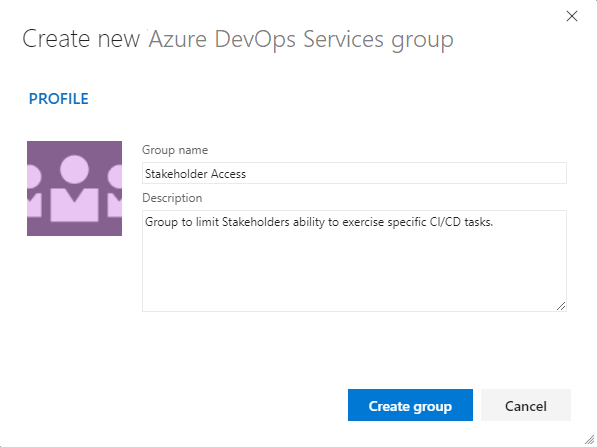 Create new Azure DevOps Services group
PROFILE
Group name
Stakeholder Access
Description
Group to limit Stakeholders ability to exercise specific CI/CD tasks.
Create group
Cancel